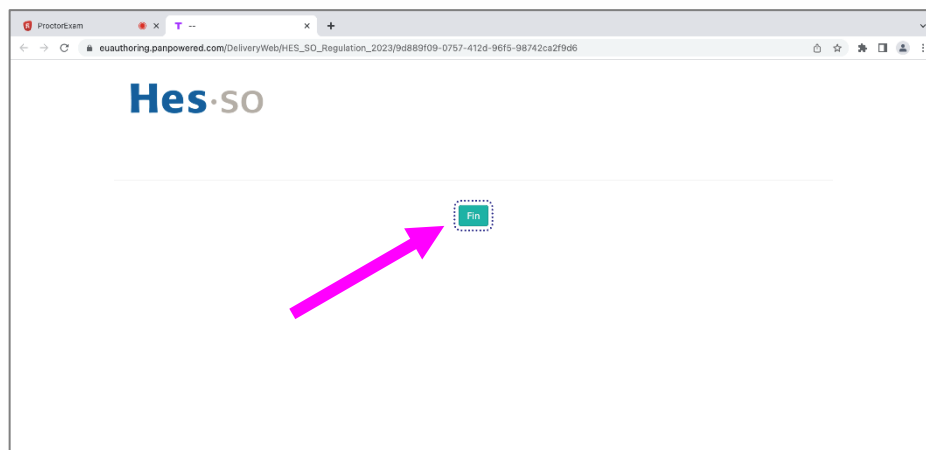 ProctorExam
T --
euauthoring.panpowered.com/DeliveryWeb/HES_SO_Regulation_2023/9d889f09-0757-412d-96f5-98742ca2f9d6
Hes·so
Fin